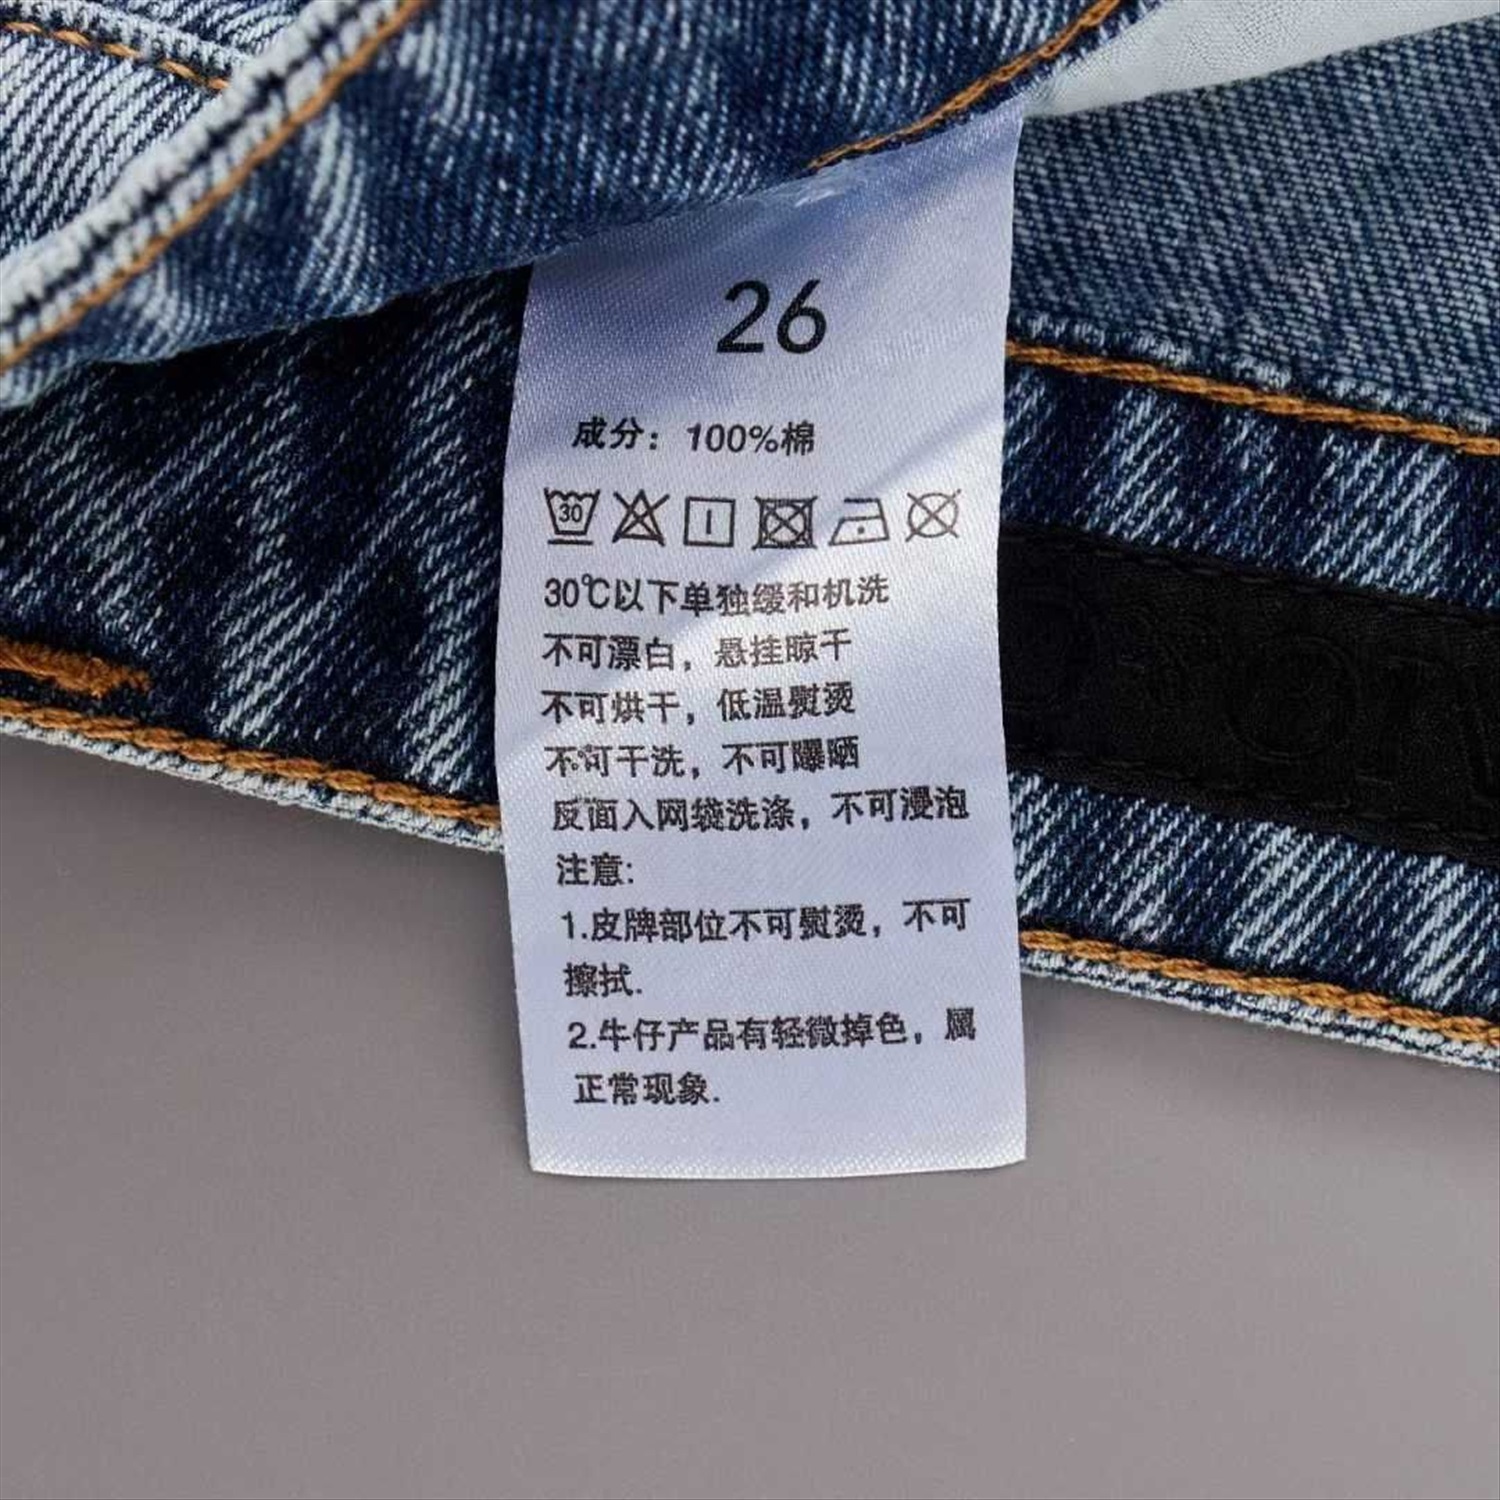 26
成分：100%棉
30
30℃以下单独缓和机洗
不可漂白，悬挂晾干
不可烘干，低温熨烫
不可干洗，不可曝晒
反面入网袋洗涤，不可浸泡
注意:
1.皮牌部位不可熨烫，不可
擦拭.
2.牛仔产品有轻微掉色，属
正常现象.